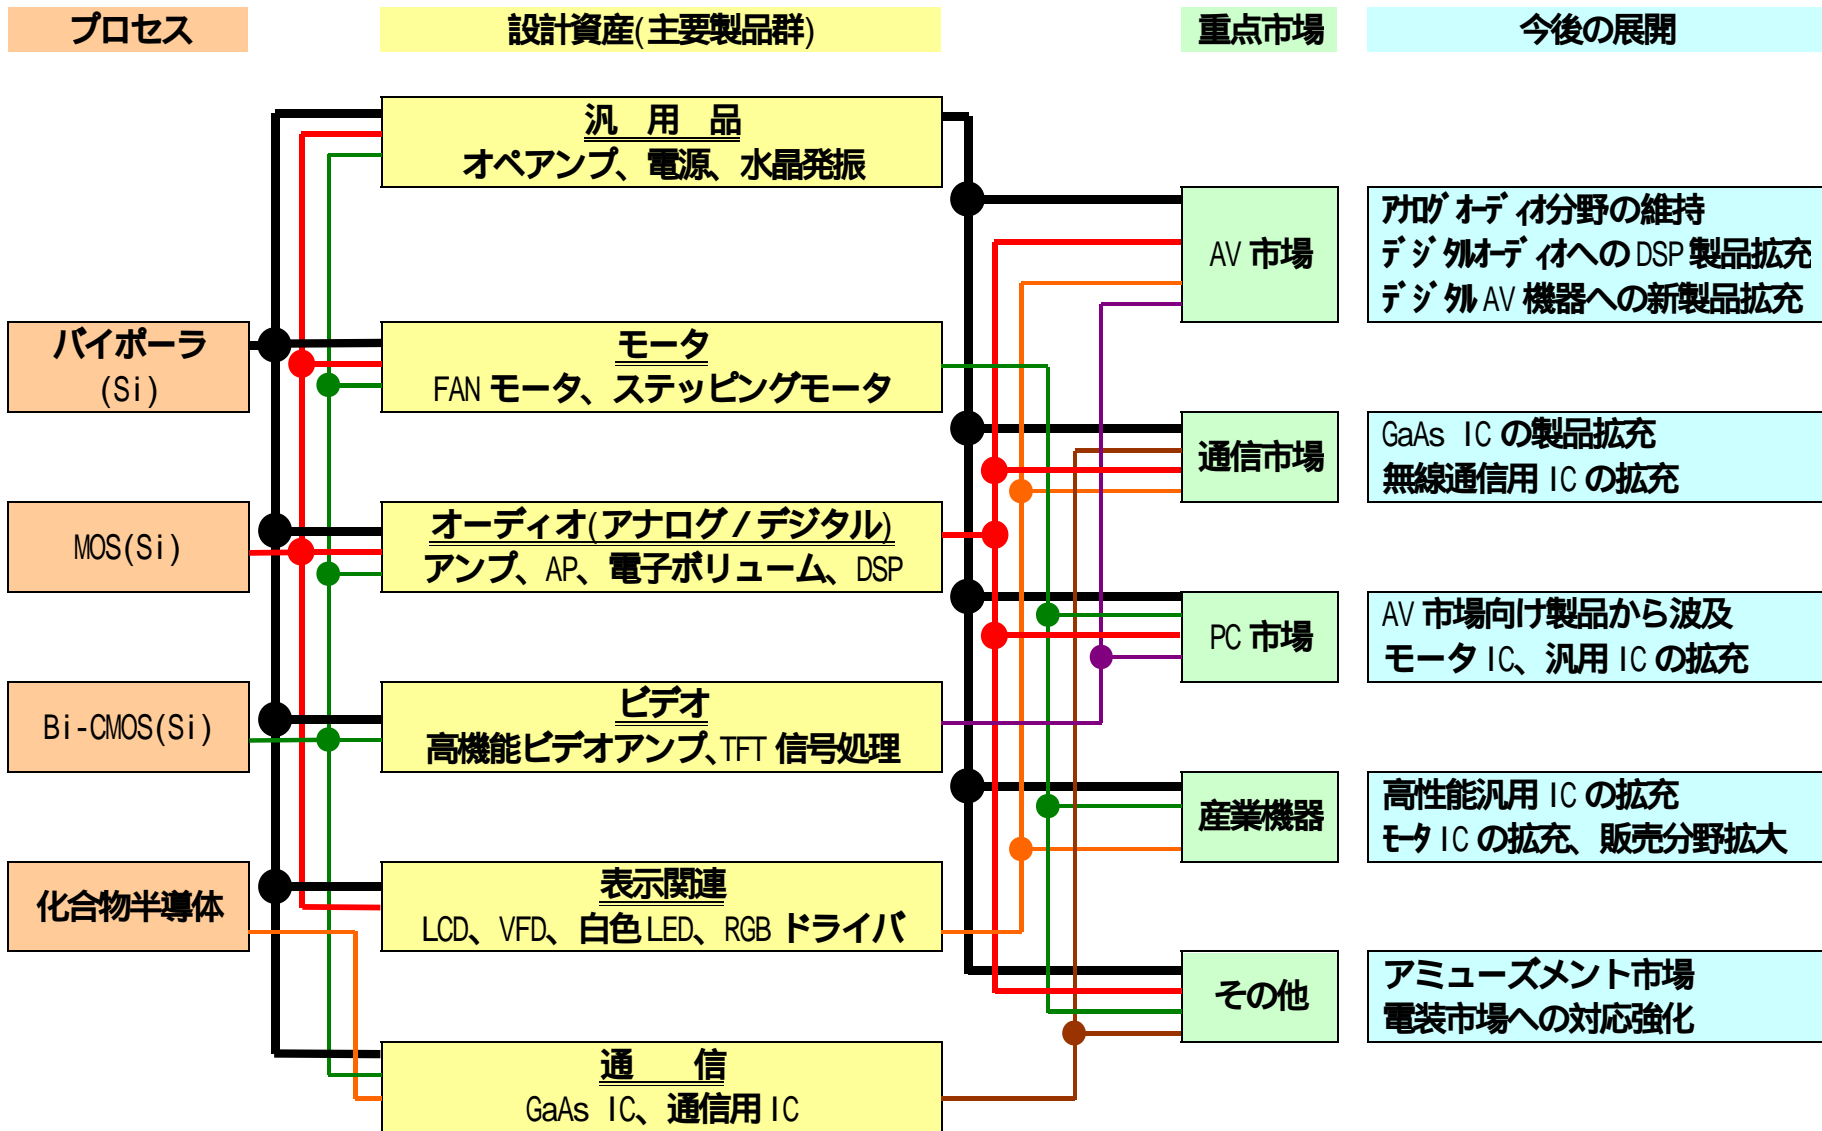 プロセス
設計資産(主要製品群)
重点市場
今後の展開
汎 用 品
オペアンプ、電源、水晶発振
モータ
FAN モータ、ステッピングモータ
オーディオ(アナログ/デジタル)
アンプ、AP、電子ボリューム、DSP
ビデオ
高機能ビデオアンプ、TFT 信号処理
表示関連
LCD、VFD、白色 LED、RGB ドライバ
通 信
GaAs IC、通信用 IC
バイポーラ
(Si)
MOS(Si)
Bi-CMOS(Si)
化合物半導体
AV 市場
通信市場
PC 市場
産業機器
その他
ｱﾅﾛｸﾞ ｵｰﾃﾞｨｵ分野の維持
ﾃﾞｼﾞﾀﾙｵｰﾃﾞｨｵへの DSP 製品拡充
ﾃﾞｼﾞﾀﾙ AV 機器への新製品拡充
GaAs IC の製品拡充
無線通信用 IC の拡充
AV 市場向け製品から波及
モータ IC、汎用 IC の拡充
高性能汎用 IC の拡充
ﾓｰﾀ IC の拡充、販売分野拡大
アミューズメント市場
電装市場への対応強化